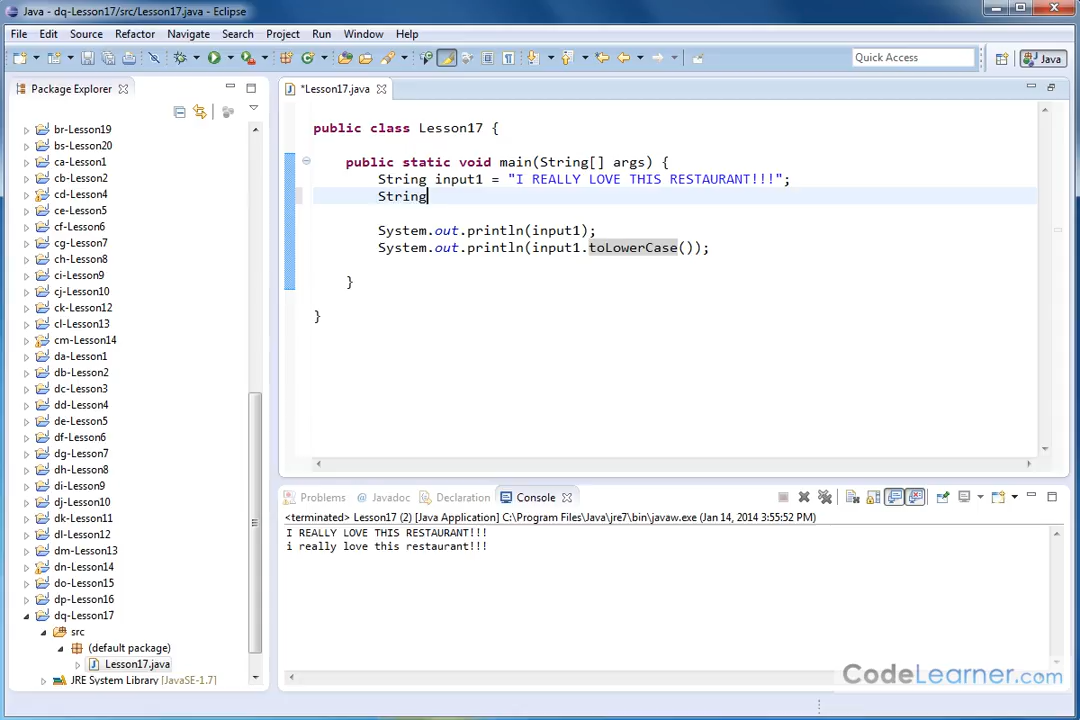 Java - dq-Lesson17/src/Lesson17.java - Eclipse
File Edit Source Refactor Navigate Search Project Run Window Help
Quick Access
Java
Package Explorer
*Lesson17.java
br-Lesson19
bs-Lesson20
ca-Lesson1
cb-Lesson2
cd-Lesson4
ce-Lesson5
cf-Lesson6
cg-Lesson7
ch-Lesson8
ci-Lesson9
cj-Lesson10
ck-Lesson12
cl-Lesson13
cm-Lesson14
da-Lesson1
db-Lesson2
dc-Lesson3
dd-Lesson4
de-Lesson5
df-Lesson6
dg-Lesson7
dh-Lesson8
di-Lesson9
dj-Lesson10
dk-Lesson11
dl-Lesson12
dm-Lesson13
dn-Lesson14
do-Lesson15
dp-Lesson16
dq-Lesson17
src
(default package)
Lesson17.java
JRE System Library [JavaSE-1.7]
public class Lesson17 {
public static void main(String[] args) {
String input1 = "I REALLY LOVE THIS RESTAURANT!!!";
String
System.out.println(input1);
System.out.println(input1.toLowerCase());
}
}
Problems @ Javadoc Declaration Console
<terminated> Lesson17 (2) [Java Application] C:\Program Files\Java\jre7\bin\javaw.exe (Jan 14, 2014 3:55:52 PM)
I REALLY LOVE THIS RESTAURANT!!!
i really love this restaurant!!!
CodeLearner.com